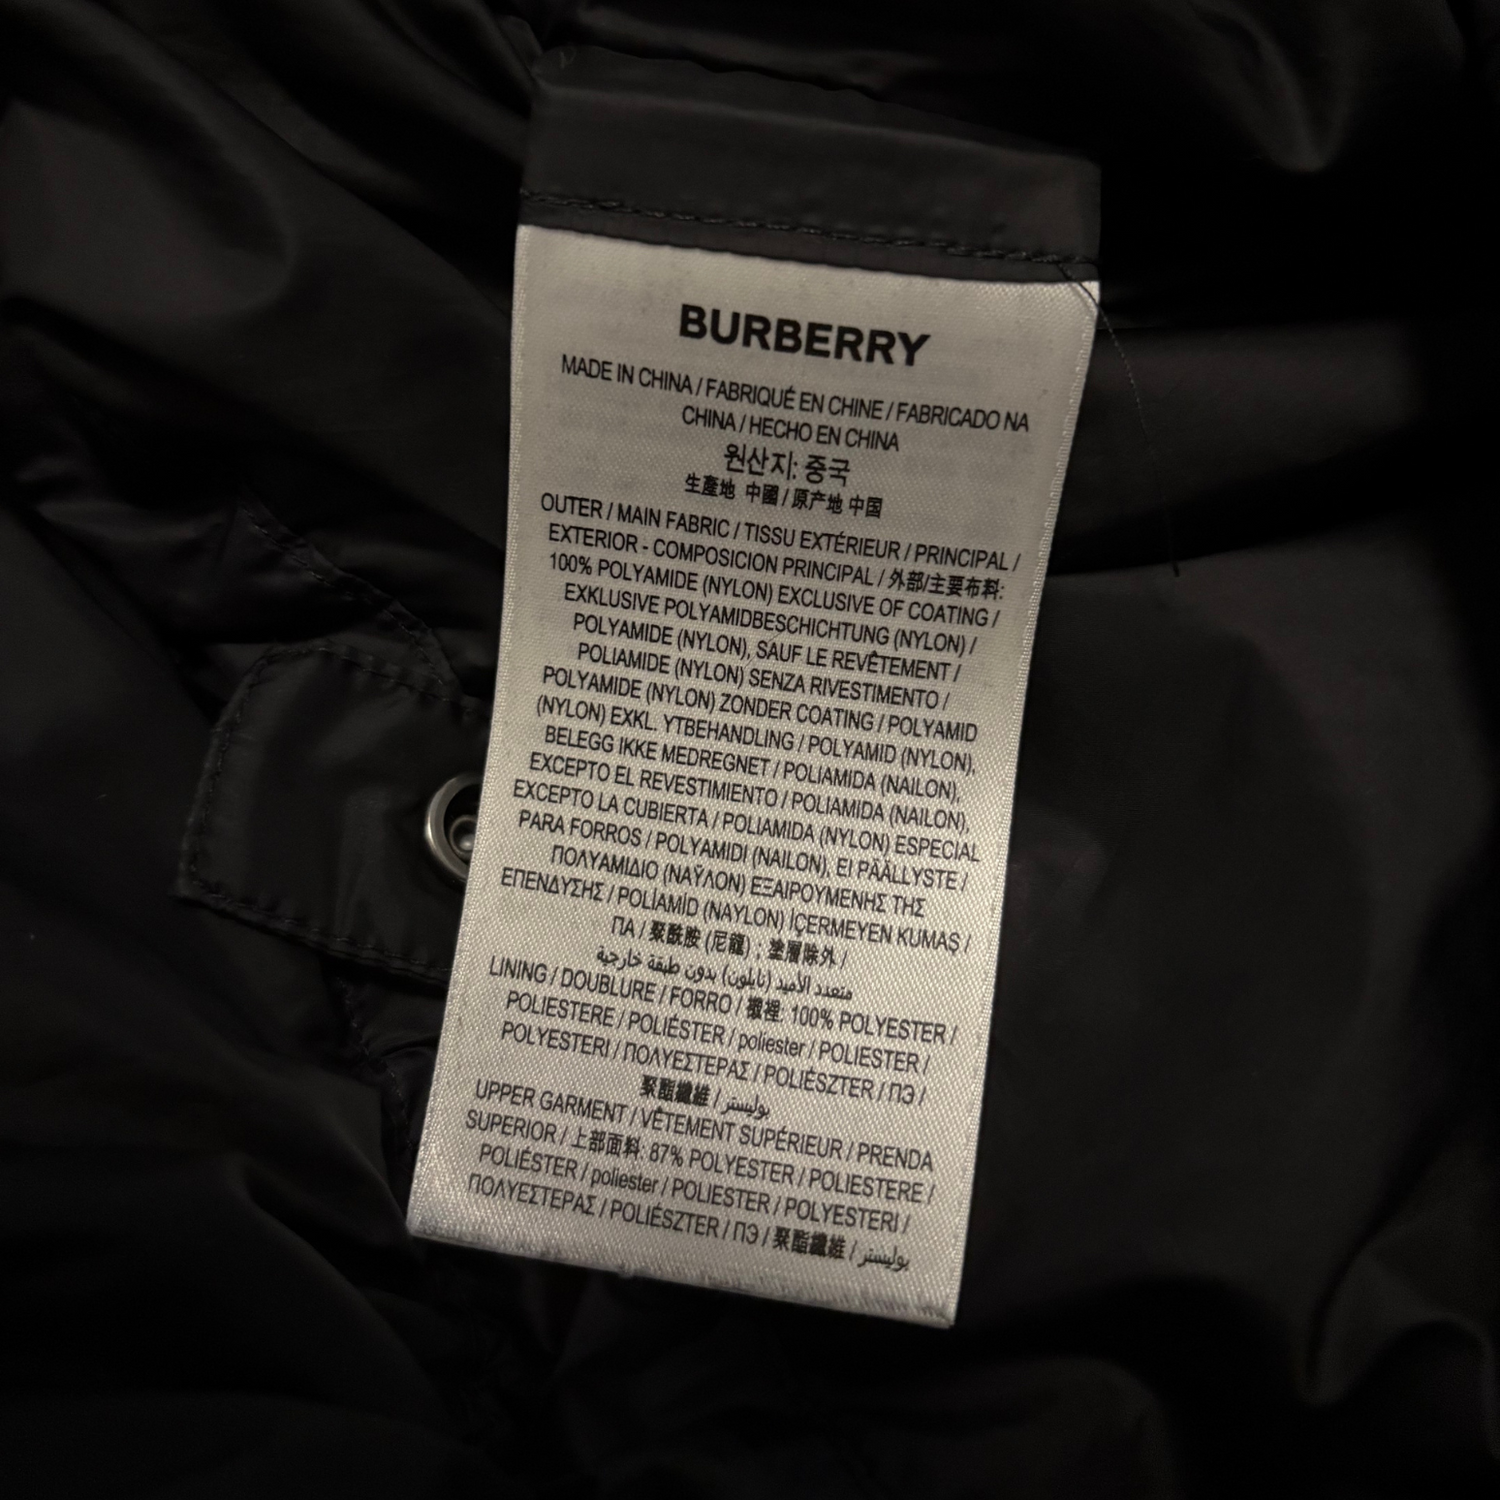 BURBERRY
MADE IN CHINA / FABRIQUÉ EN CHINE / FABRICADO NA
CHINA / HECHO EN CHINA
원산지: 중국
生產地 中國 / 原产地 中国
OUTER / MAIN FABRIC / TISSU EXTÉRIEUR / PRINCIPAL /
EXTERIOR - COMPOSICION PRINCIPAL / 外部/主要布料:
100% POLYAMIDE (NYLON) EXCLUSIVE OF COATING /
EXKLUSIVE POLYAMIDBESCHICHTUNG (NYLON) /
POLYAMIDE (NYLON), SAUF LE REVÊTEMENT /
POLIAMIDE (NYLON) SENZA RIVESTIMENTO /
POLYAMIDE (NYLON) ZONDER COATING / POLYAMID
(NYLON) EXKL. YTBEHANDLING / POLYAMID (NYLON),
BELEGG IKKE MEDREGNET / POLIAMIDA (NAILON),
EXCEPTO EL REVESTIMIENTO / POLIAMIDA (NAILON),
EXCEPTO LA CUBIERTA / POLIAMIDA (NYLON) ESPECIAL
PARA FORROS / POLYAMIDI (NAILON), EI PÄÄLLYSTE /
ΠΟΛΥΑΜΙΔΙΟ (ΝΑΫΛΟΝ) ΕΞΑΙΡΟΥΜΕΝΗΣ ΤΗΣ
ΕΠΕΝΔΥΣΗΣ / POLİAMİD (NAYLON) İÇERMEYEN KUMAŞ /
ПА / 聚酰胺 (尼龍) ; 塗層除外 /
متعدد الأميد (نايلون) بدون طبقة خارجية
LINING / DOUBLURE / FORRO / 襯裡: 100% POLYESTER /
POLIESTERE / POLIÉSTER / poliester / POLIESTER /
POLYESTERI / ΠΟΛΥΕΣΤΕΡΑΣ / POLIÉSZTER / ПЭ /
聚酯纖維 / بوليستر
UPPER GARMENT / VÊTEMENT SUPÉRIEUR / PRENDA
SUPERIOR / 上部面料: 87% POLYESTER / POLIESTERE /
POLIÉSTER / poliester / POLIESTER / POLYESTERI /
ΠΟΛΥΕΣΤΕΡΑΣ / POLIÉSZTER / ПЭ / 聚酯纖維 / بوليستر